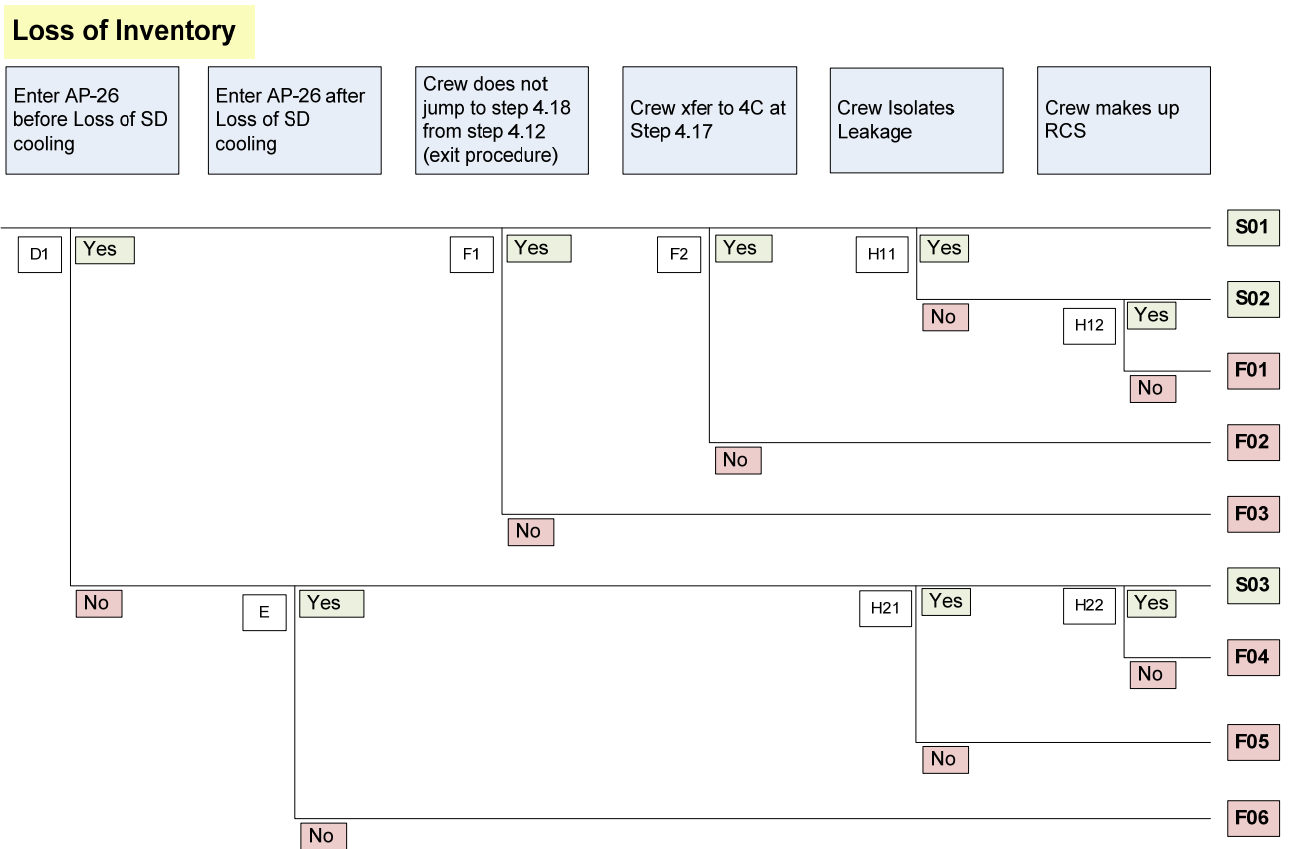 Loss of Inventory
Enter AP-26
before Loss of SD
cooling
Enter AP-26 after
Loss of SD
cooling
Crew does not
jump to step 4.18
from step 4.12
(exit procedure)
Crew xfer to 4C at
Step 4.17
Crew Isolates
Leakage
Crew makes up
RCS
S01
D1
Yes
F1
Yes
F2
Yes
H11
Yes
S02
No
H12
Yes
F01
No
F02
No
F03
No
S03
No
E
Yes
H21
Yes
H22
Yes
F04
No
F05
No
F06
No